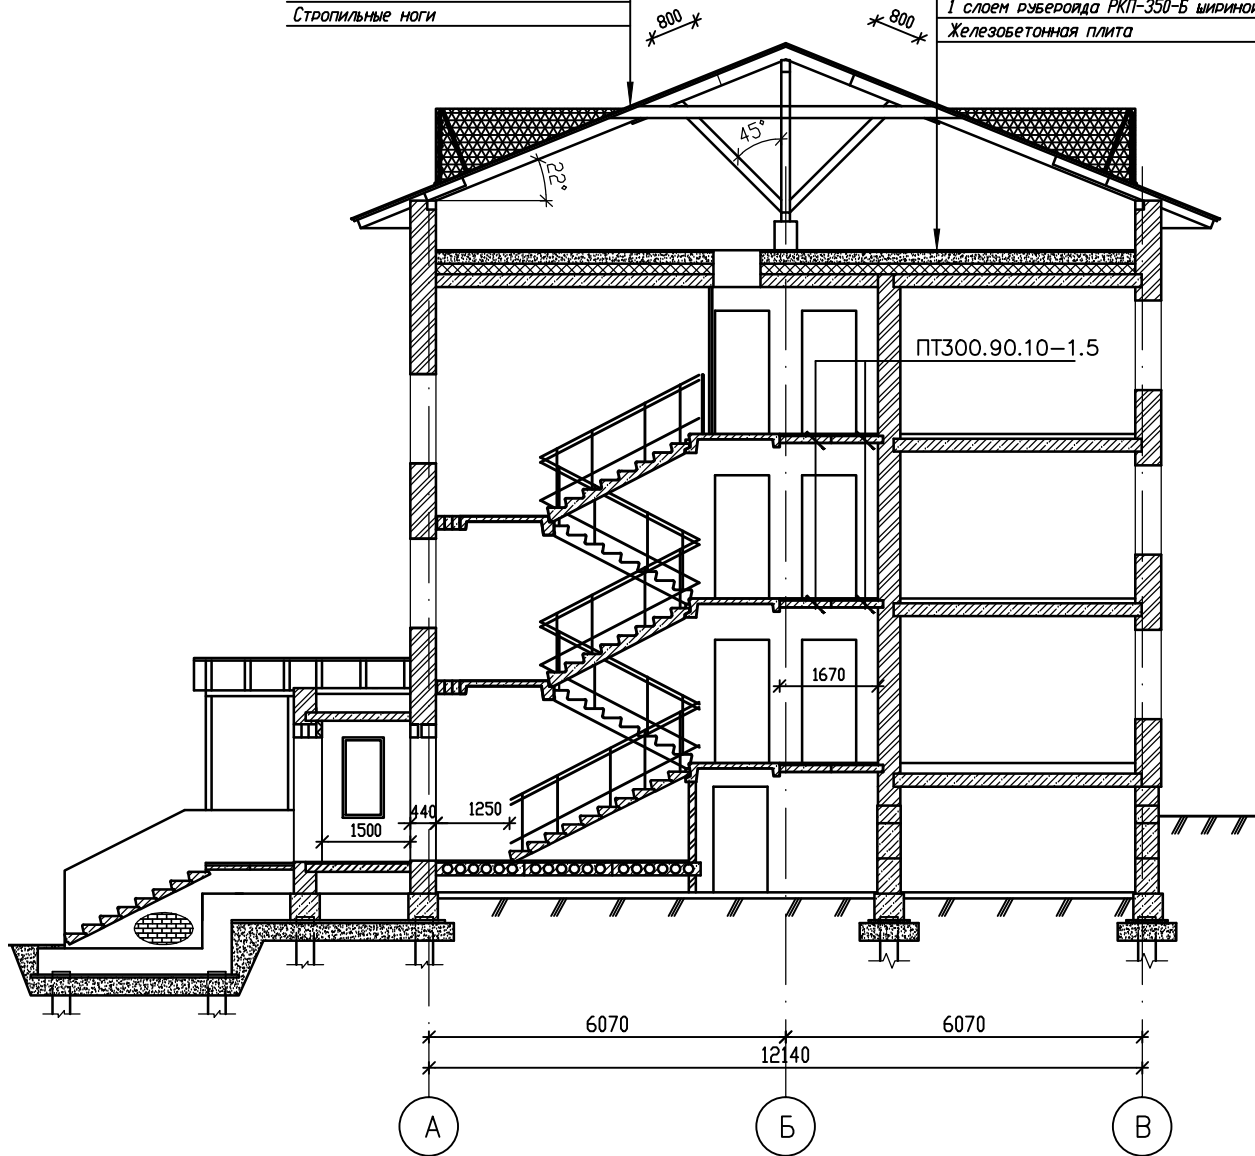 Стропильные ноги
800
800
1 слоем рубероида РКП-350-Б шириной
Железобетонная плита
45°
22°
ПТ300.90.10-1.5
1670
440
1250
1500
6070
6070
12140
А
Б
В